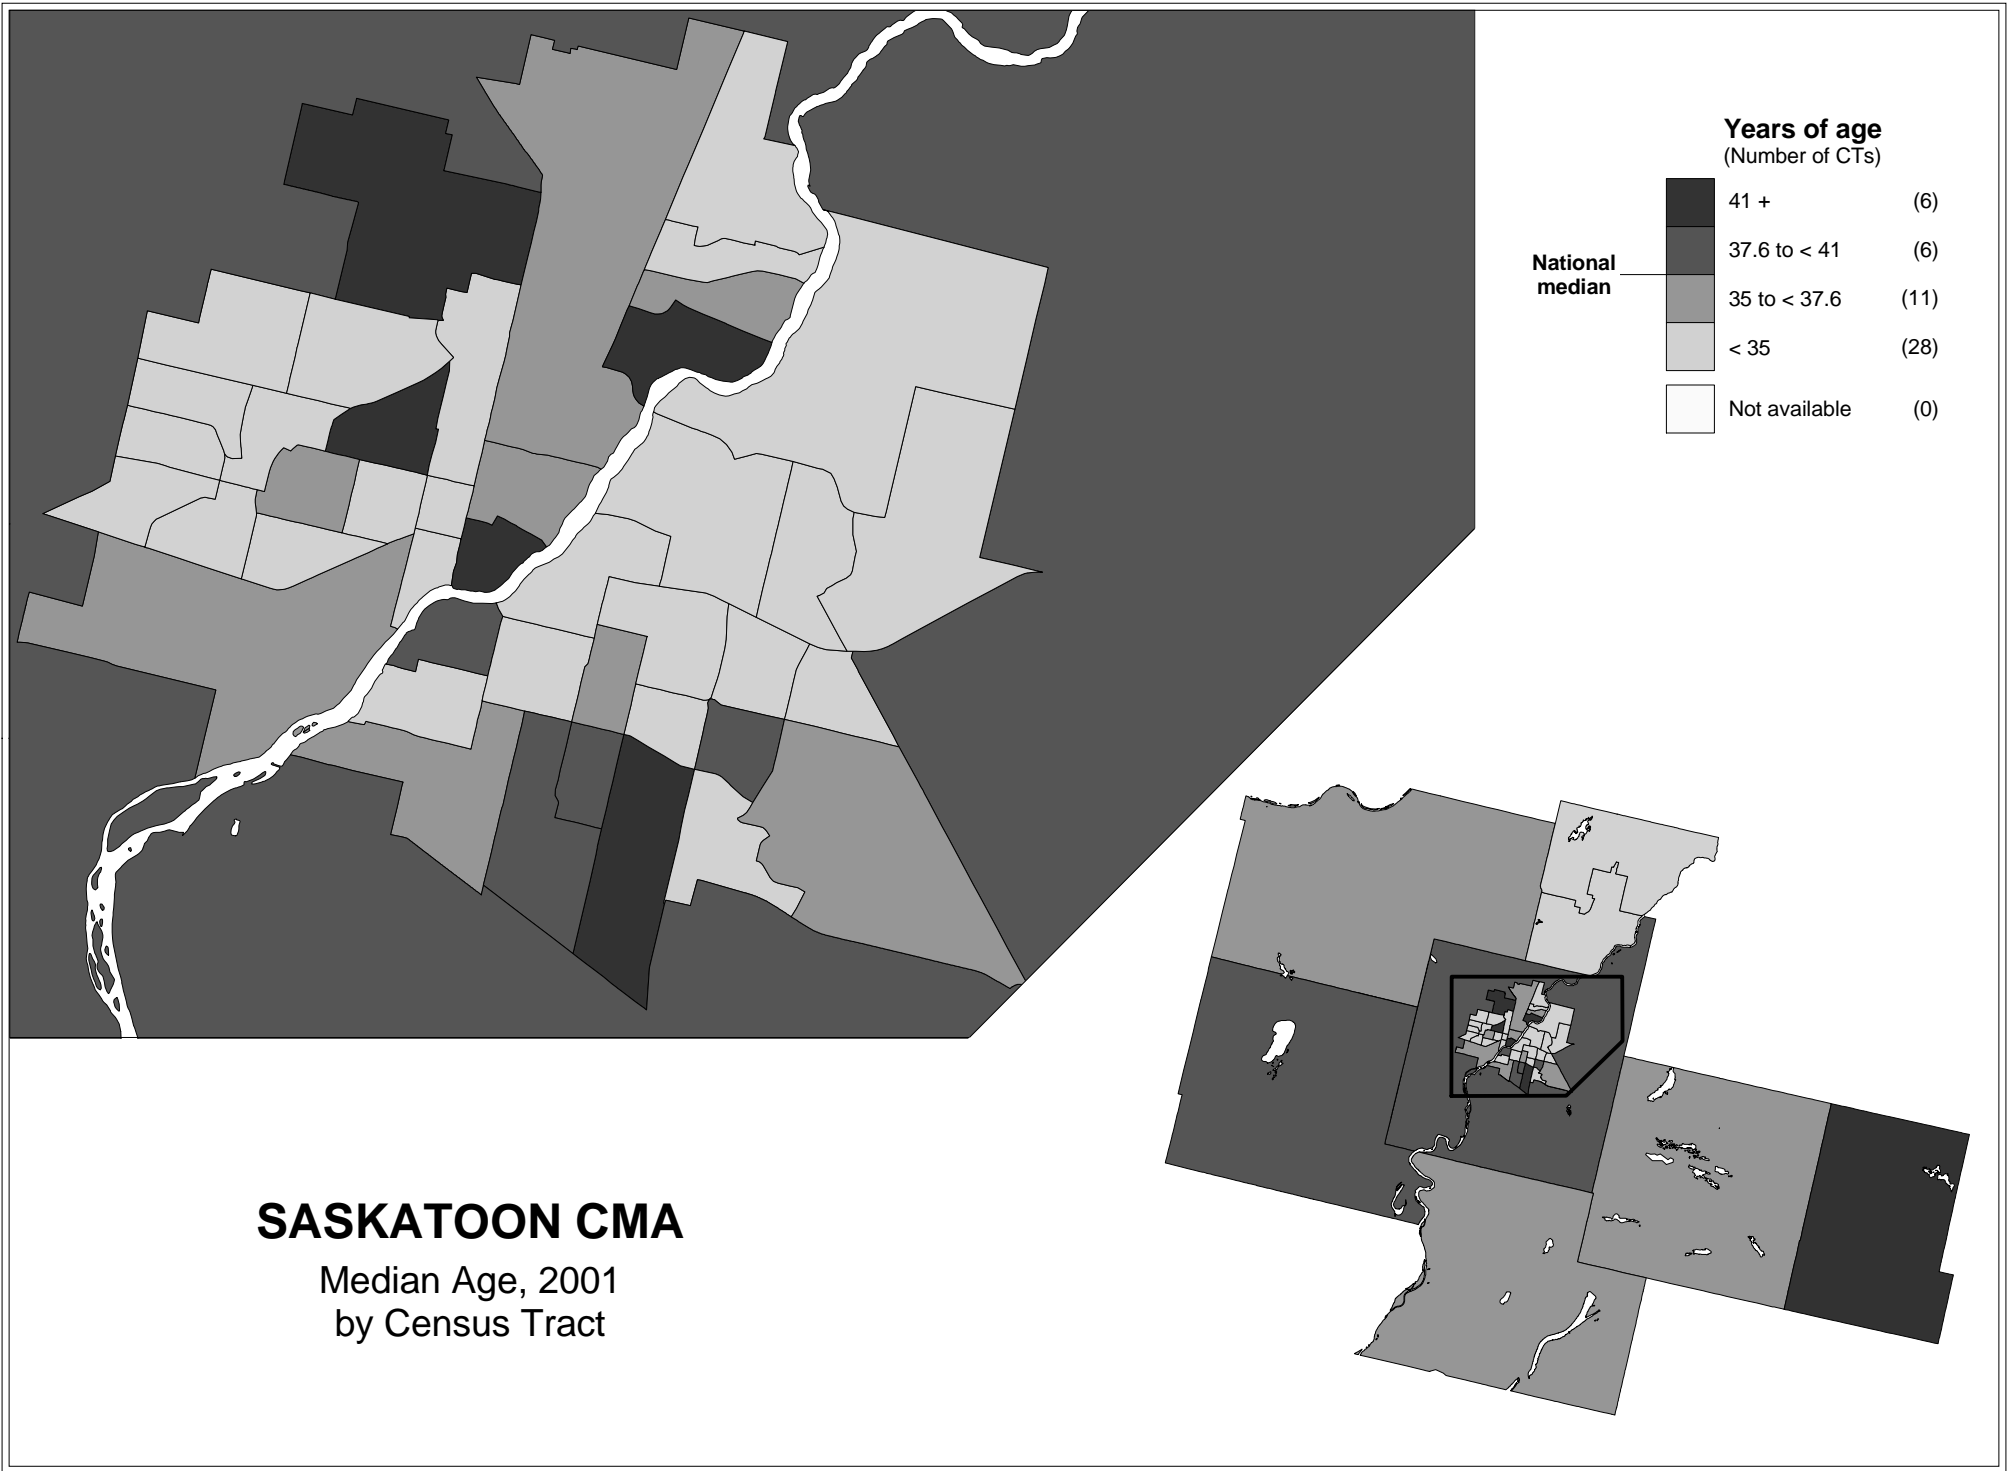 Years of age
(Number of CTs)
41 + (6)
37.6 to < 41 (6)
National
median
35 to < 37.6 (11)
< 35 (28)
Not available (0)
SASKATOON CMA
Median Age, 2001
by Census Tract